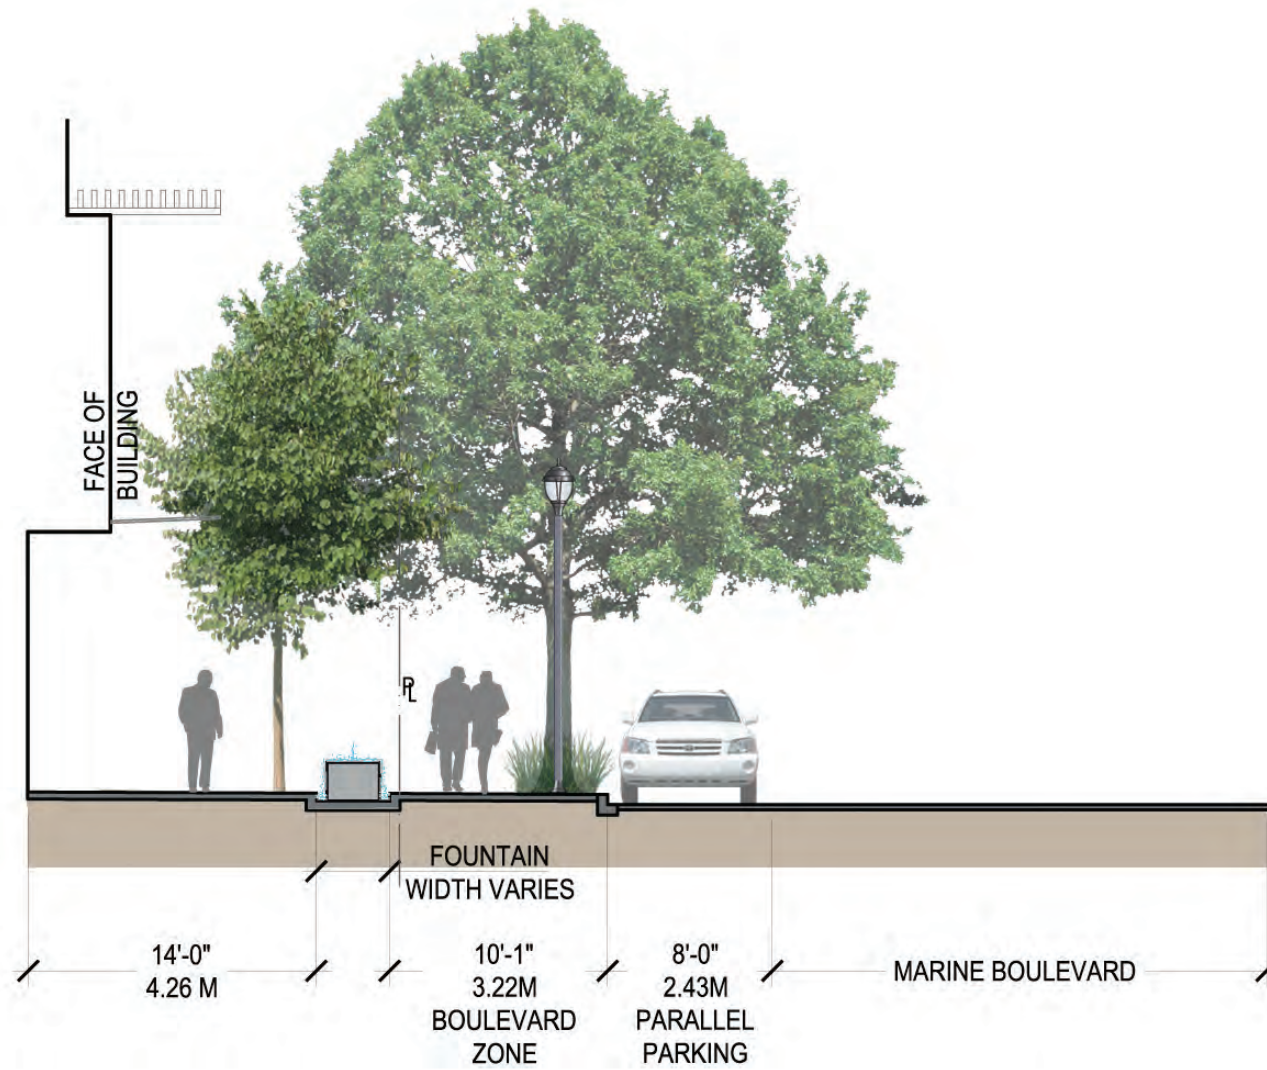 FACE OF
BUILDING
PL
FOUNTAIN
WIDTH VARIES
14'-0"
4.26 M
10'-1"
3.22M
BOULEVARD
ZONE
8'-0"
2.43M
PARALLEL
PARKING
MARINE BOULEVARD